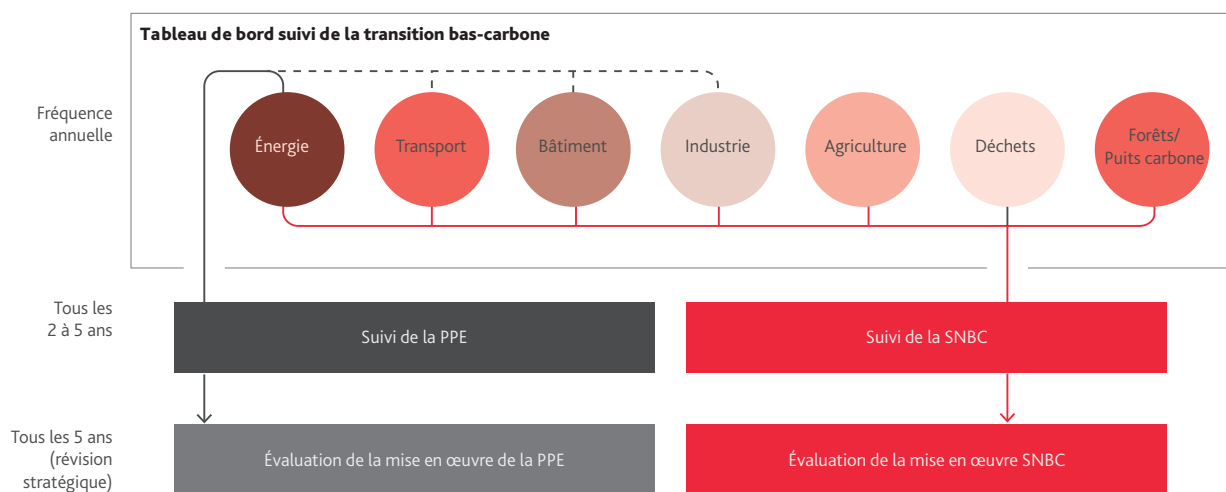 Tableau de bord suivi de la transition bas-carbone
Fréquence
annuelle
Énergie
Transport
Bâtiment
Industrie
Agriculture
Déchets
Forêts/
Puits carbone
Tous les
2 à 5 ans
Suivi de la PPE
Suivi de la SNBC
Tous les 5 ans
(révision
stratégique)
Évaluation de la mise en œuvre de la PPE
Évaluation de la mise en œuvre SNBC